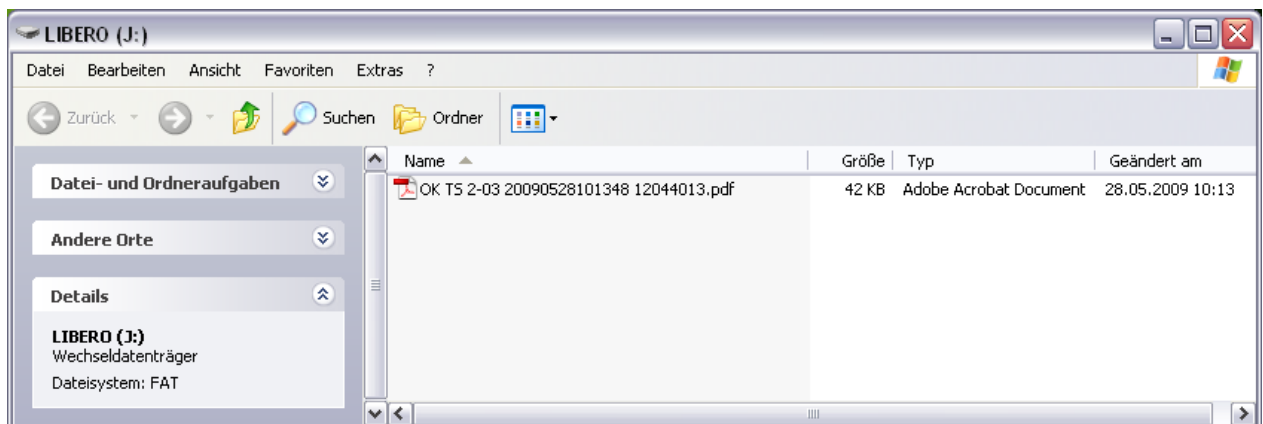 LIBERO (J:)
Datei Bearbeiten Ansicht Favoriten Extras ?
Zurück Suchen Ordner
Name Größe Typ Geändert am
OK TS 2-03 20090528101348 12044013.pdf 42 KB Adobe Acrobat Document 28.05.2009 10:13
Datei- und Ordneraufgaben
Andere Orte
Details
LIBERO (J:)
Wechseldatenträger
Dateisystem: FAT